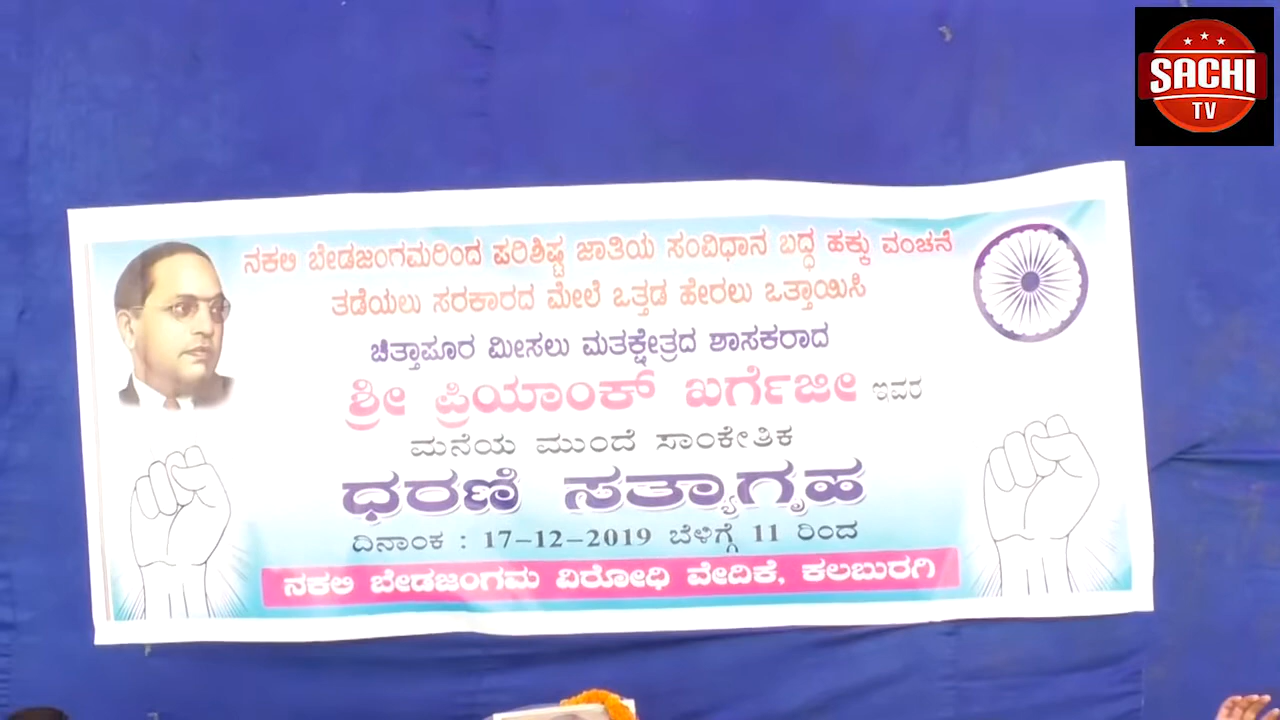 SACHI
TV
ನಕಲಿ ಬೇಡಜಂಗಮರಿಂದ ಪರಿಶಿಷ್ಟ ಜಾತಿಯ ಸಂವಿಧಾನ ಬದ್ಧ ಹಕ್ಕು ವಂಚನೆ
ತಡೆಯಲು ಸರಕಾರದ ಮೇಲೆ ಒತ್ತಡ ಹೇರಲು ಒತ್ತಾಯಿಸಿ
ಚಿತ್ತಾಪೂರ ಮೀಸಲು ಮತಕ್ಷೇತ್ರದ ಶಾಸಕರಾದ
ಶ್ರೀ ಪ್ರಿಯಾಂಕ್ ಖರ್ಗೆಜೀ ಇವರ
ಮನೆಯ ಮುಂದೆ ಸಾಂಕೇತಿಕ
ಧರಣಿ ಸತ್ಯಾಗೃಹ
ದಿನಾಂಕ : 17-12-2019 ಬೆಳಿಗ್ಗೆ 11 ರಿಂದ
ನಕಲಿ ಬೇಡಜಂಗಮ ವಿರೋಧಿ ವೇದಿಕೆ, ಕಲಬುರಗಿ